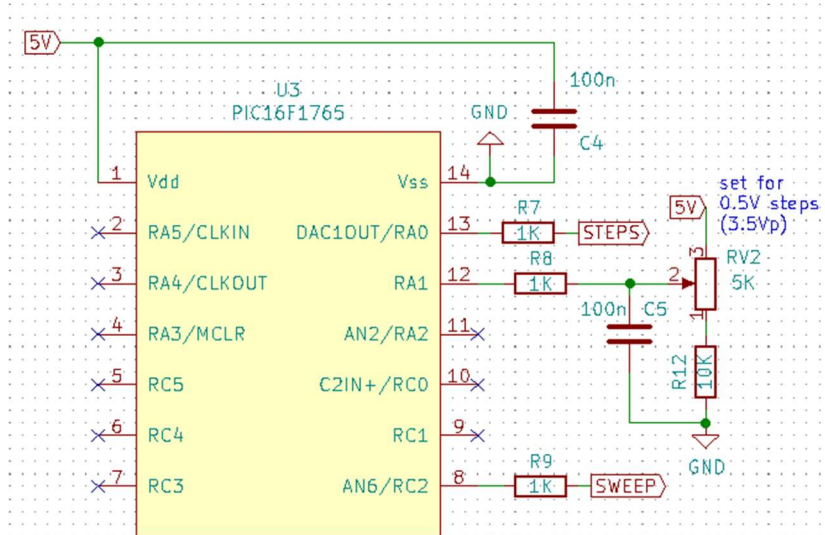 5V
100n
U3
PIC16F1765
GND
C4
1 Vdd Vss 14
set for
0.5V steps
(3.5Vp)
5V
R7
2 RA5/CLKIN DAC1OUT/RA0 13 1K STEPS
R8
3 RV2
3 RA4/CLKOUT RA1 12 1K 2 5K
100n C5
1
4 RA3/MCLR AN2/RA2 11
R12 10K
5 RC5 C2IN+/RC0 10
6 RC4 RC1 9
GND
R9
7 RC3 AN6/RC2 8 1K SWEEP